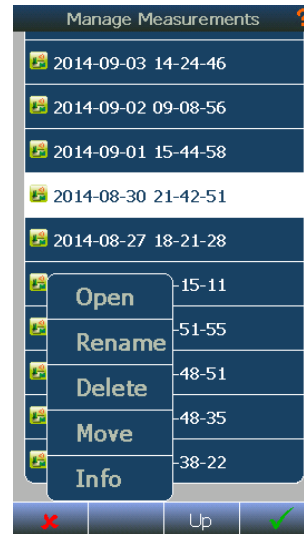 Manage Measurements ?
2014-09-03 14-24-46
2014-09-02 09-08-56
2014-09-01 15-44-58
2014-08-30 21-42-51
2014-08-27 18-21-28
-15-11
Open
-51-55
Rename
-48-51
Delete
-48-35
Move
-38-22
Info
Up